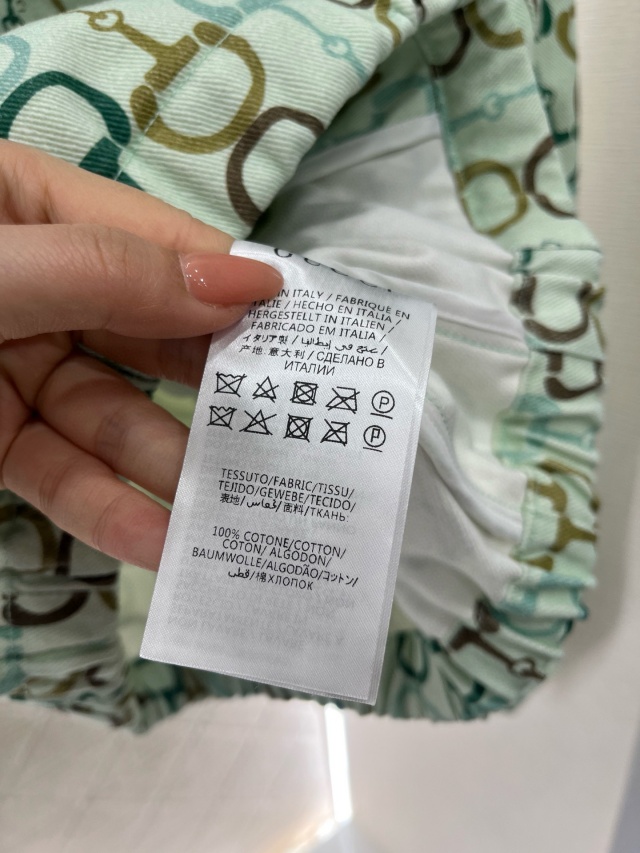 IN ITALY / FABRIQUÉ EN
ITALIE / HECHO EN ITALIA /
HERGESTELLT IN ITALIEN /
FABRICADO EM ITALIA /
イタリア製 / صنع في إيطاليا /
产地:意大利 / СДЕЛАНО В
ИТАЛИИ
P
P
TESSUTO/FABRIC/TISSU/
TEJIDO/GEWEBE/TECIDO/
表地/قماش/面料/ТКАНЬ:
100% COTONE/COTTON/
COTON/ ALGODÓN/
BAUMWOLLE/ALGODÃO/コットン/
قطن/棉ХЛОПОК